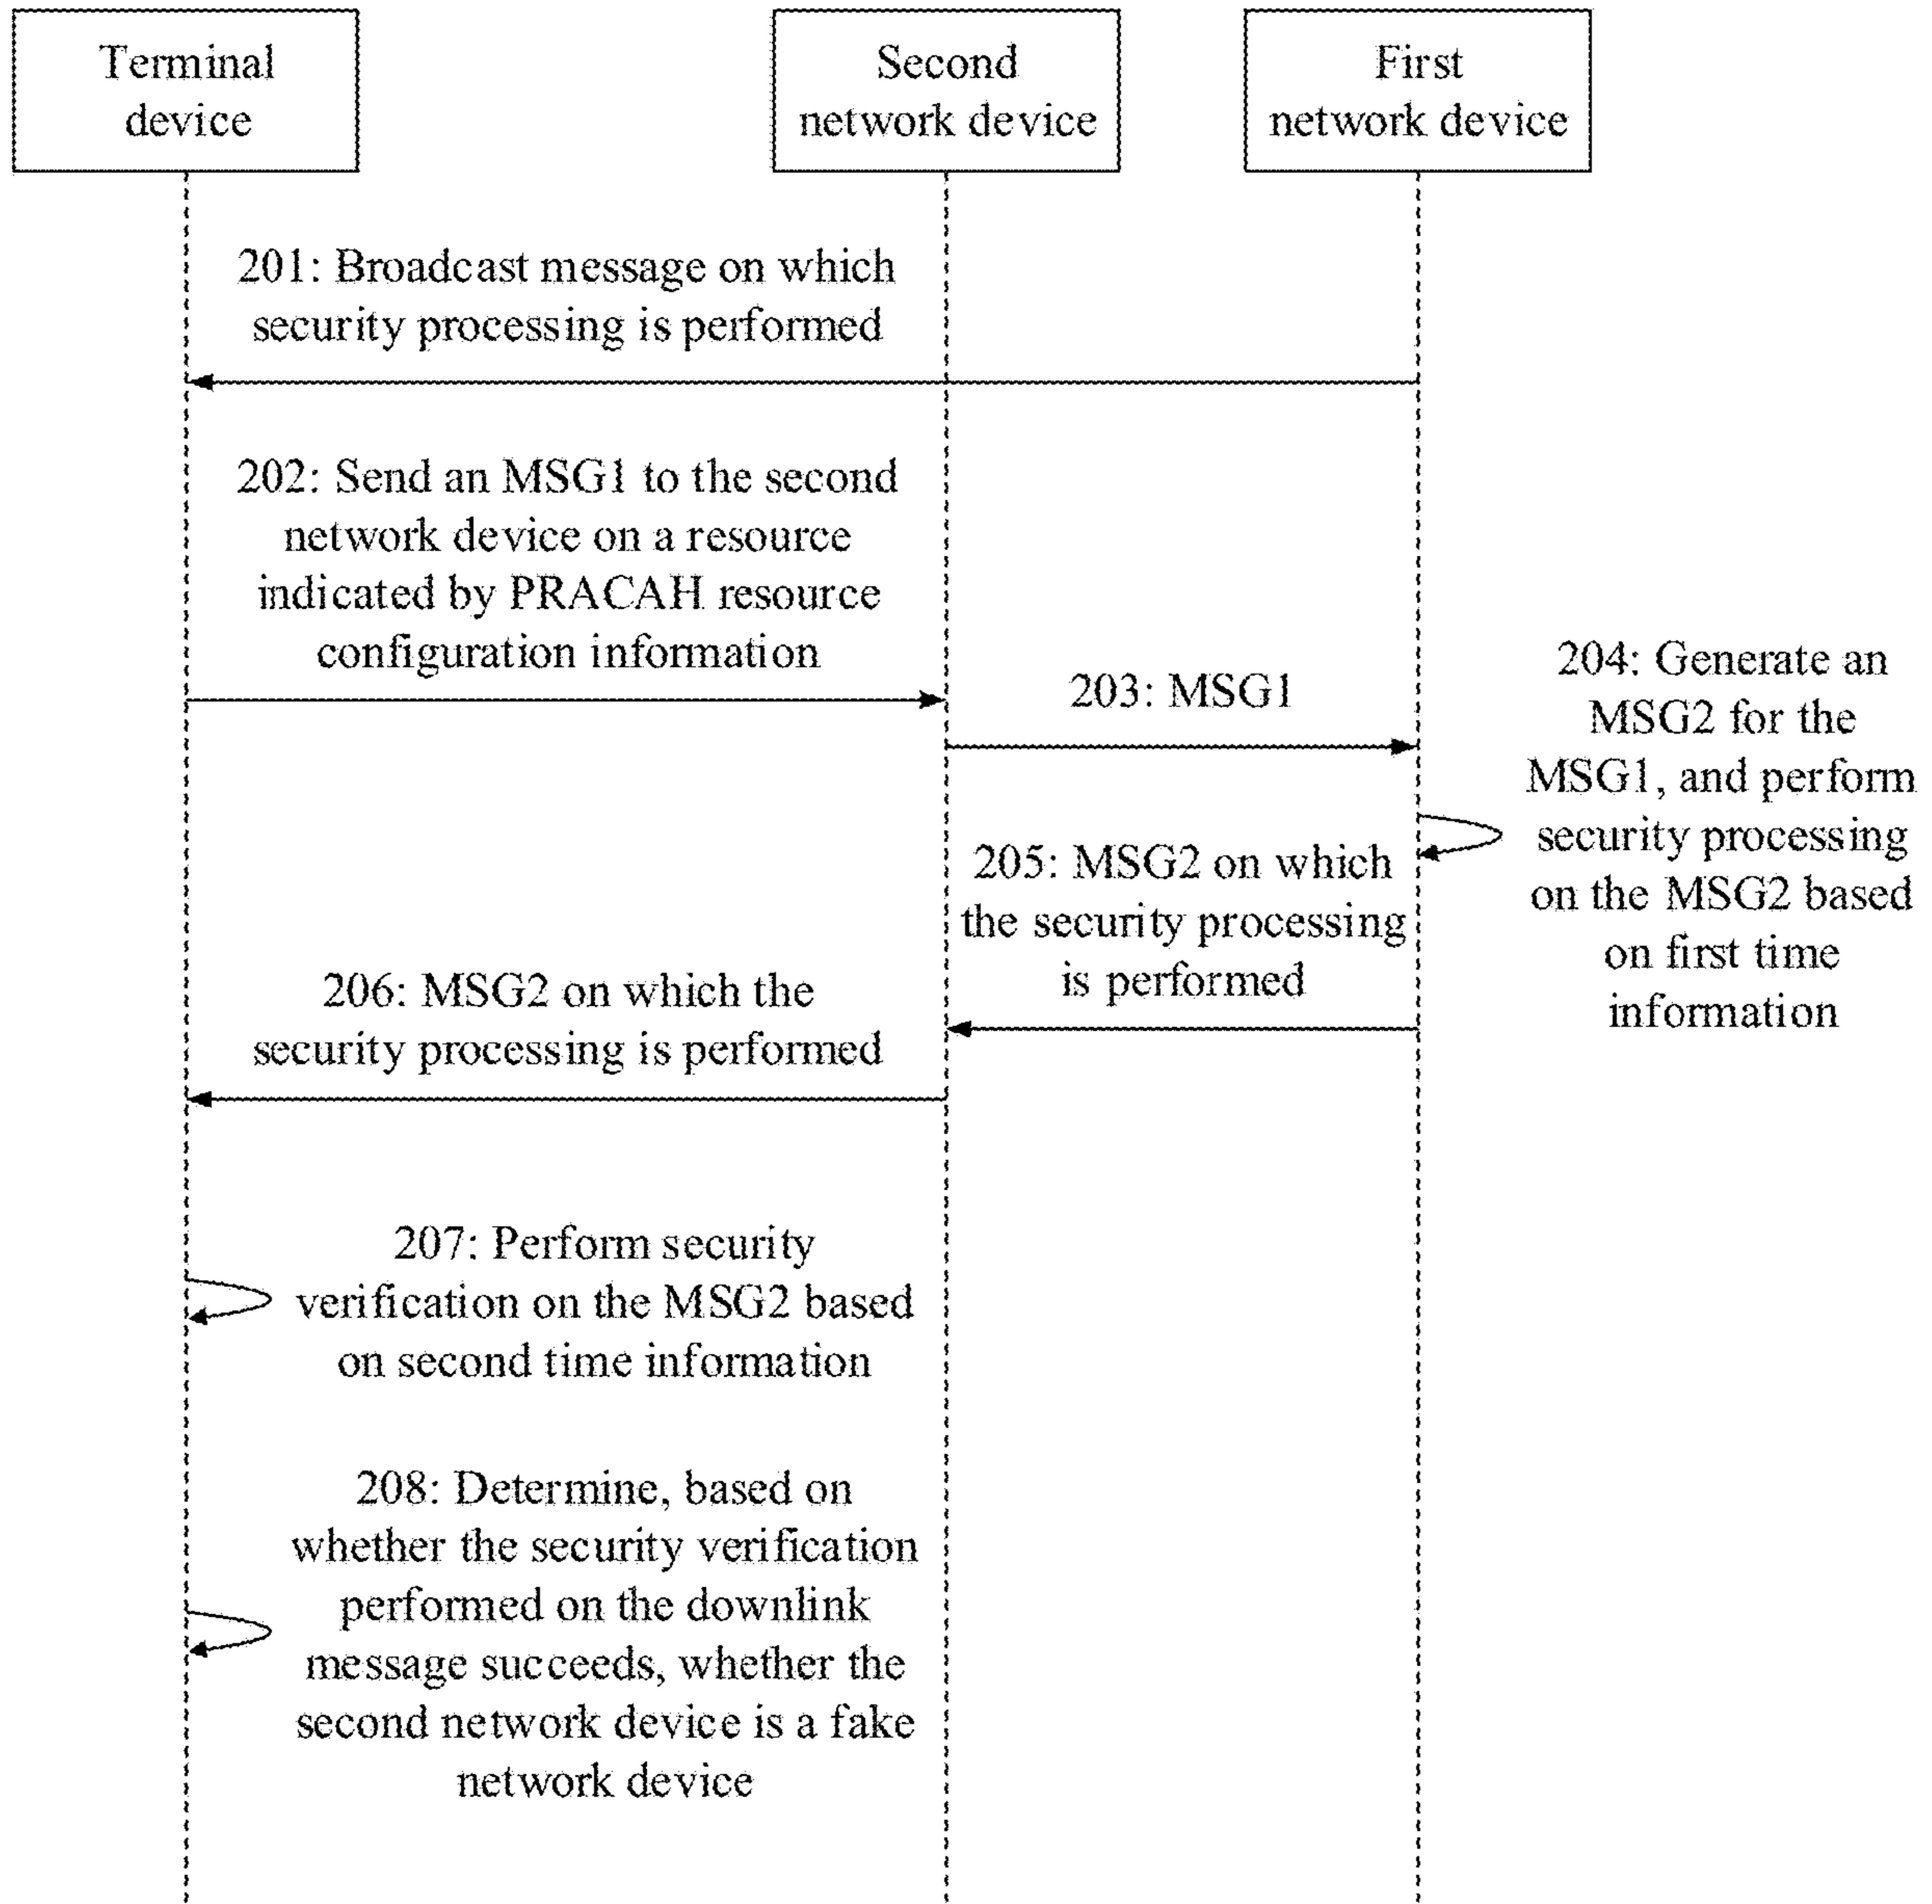 Terminal
device
Second
network device
First
network device
201: Broadcast message on which
security processing is performed
202: Send an MSG1 to the second
network device on a resource
indicated by PRACAH resource
configuration information
203: MSG1
204: Generate an
MSG2 for the
MSG1, and perform
security processing
on the MSG2 based
on first time
information
205: MSG2 on which
the security processing
is performed
206: MSG2 on which the
security processing is performed
207: Perform security
verification on the MSG2 based
on second time information
208: Determine, based on
whether the security verification
performed on the downlink
message succeeds, whether the
second network device is a fake
network device